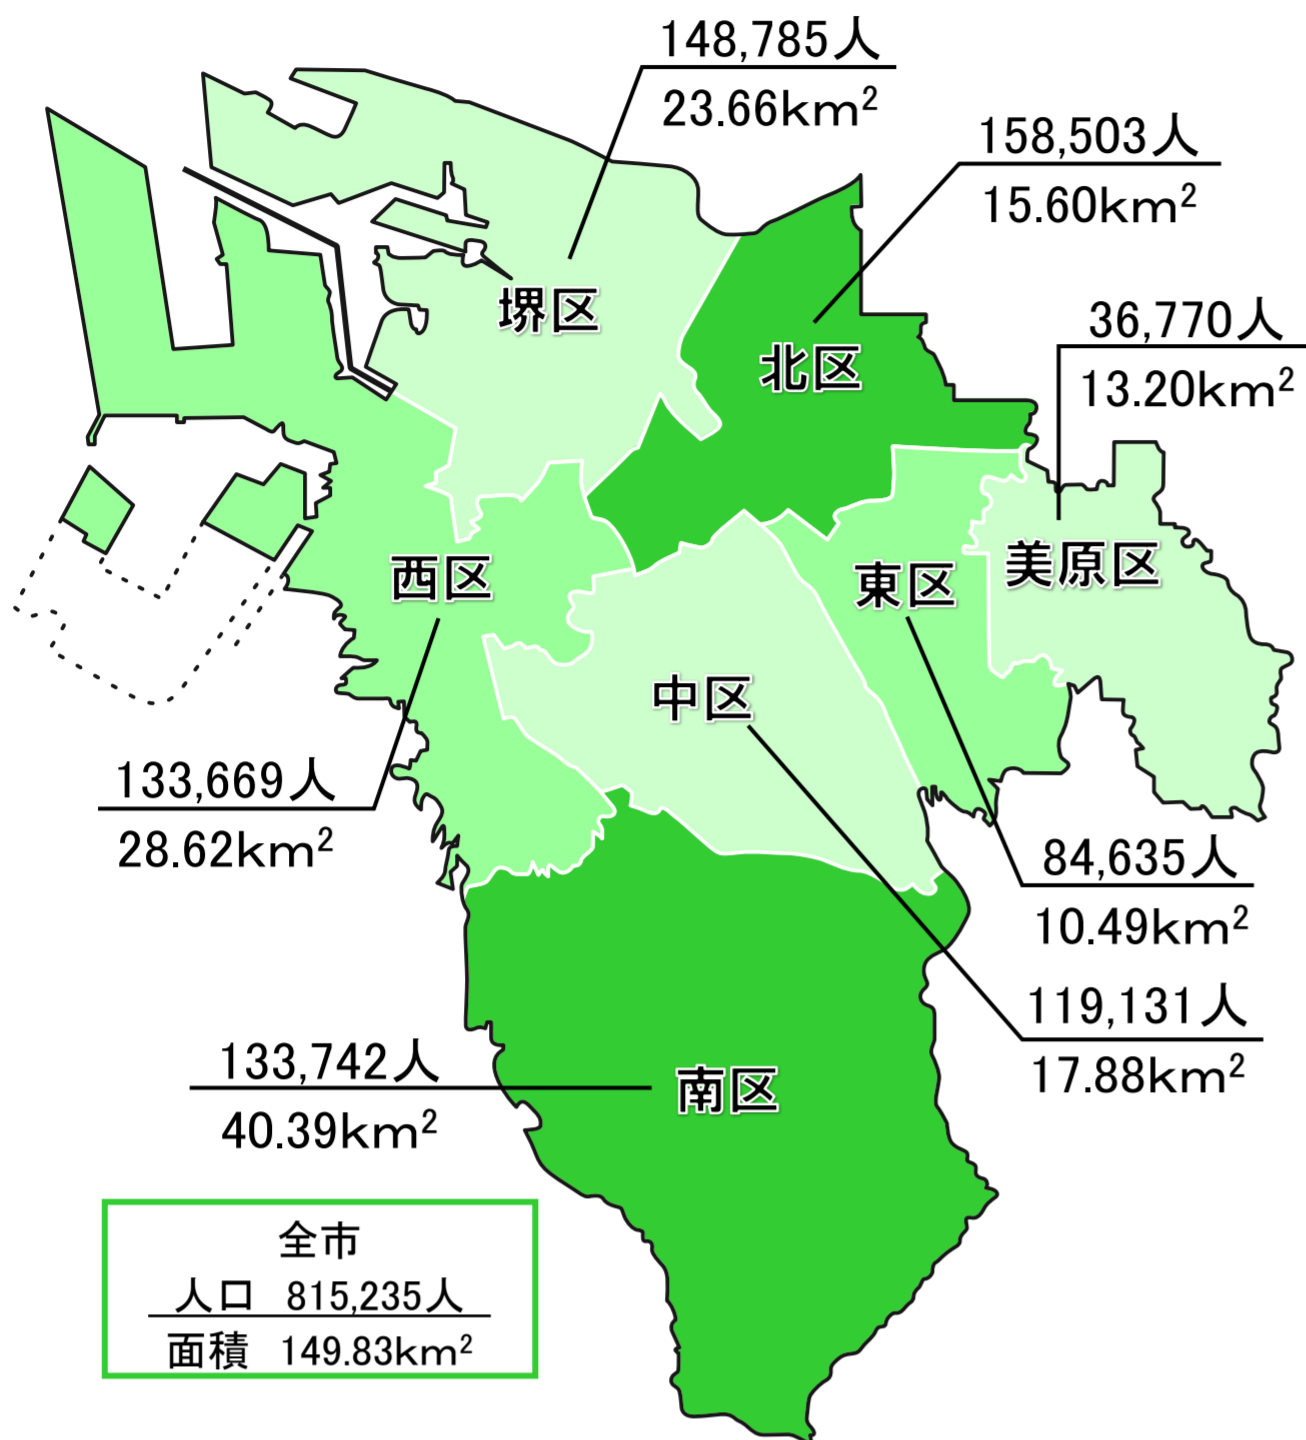 148,785人
23.66km²
158,503人
15.60km²
堺区
36,770人
北区
13.20km²
西区
東区
美原区
中区
133,669人
28.62km²
84,635人
10.49km²
119,131人
17.88km²
133,742人
南区
40.39km²
全市
人口 815,235人
面積 149.83km²